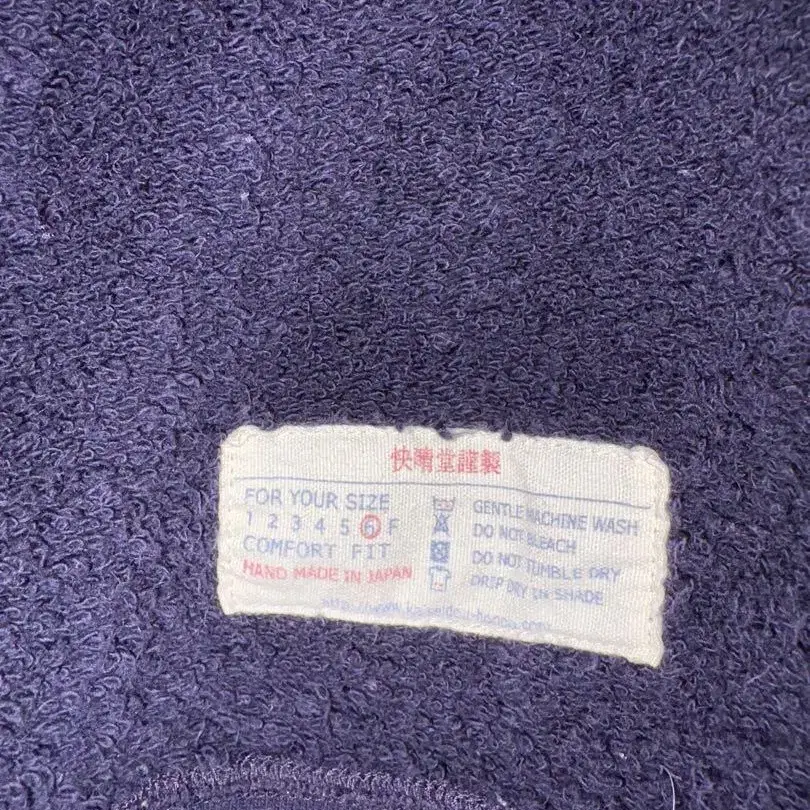 快晴堂謹製
FOR YOUR SIZE
1 2 3 4 5 6 F
COMFORT FIT
HAND MADE IN JAPAN
GENTLE MACHINE WASH
DO NOT BLEACH
DO NOT TUMBLE DRY
DRIP DRY IN SHADE